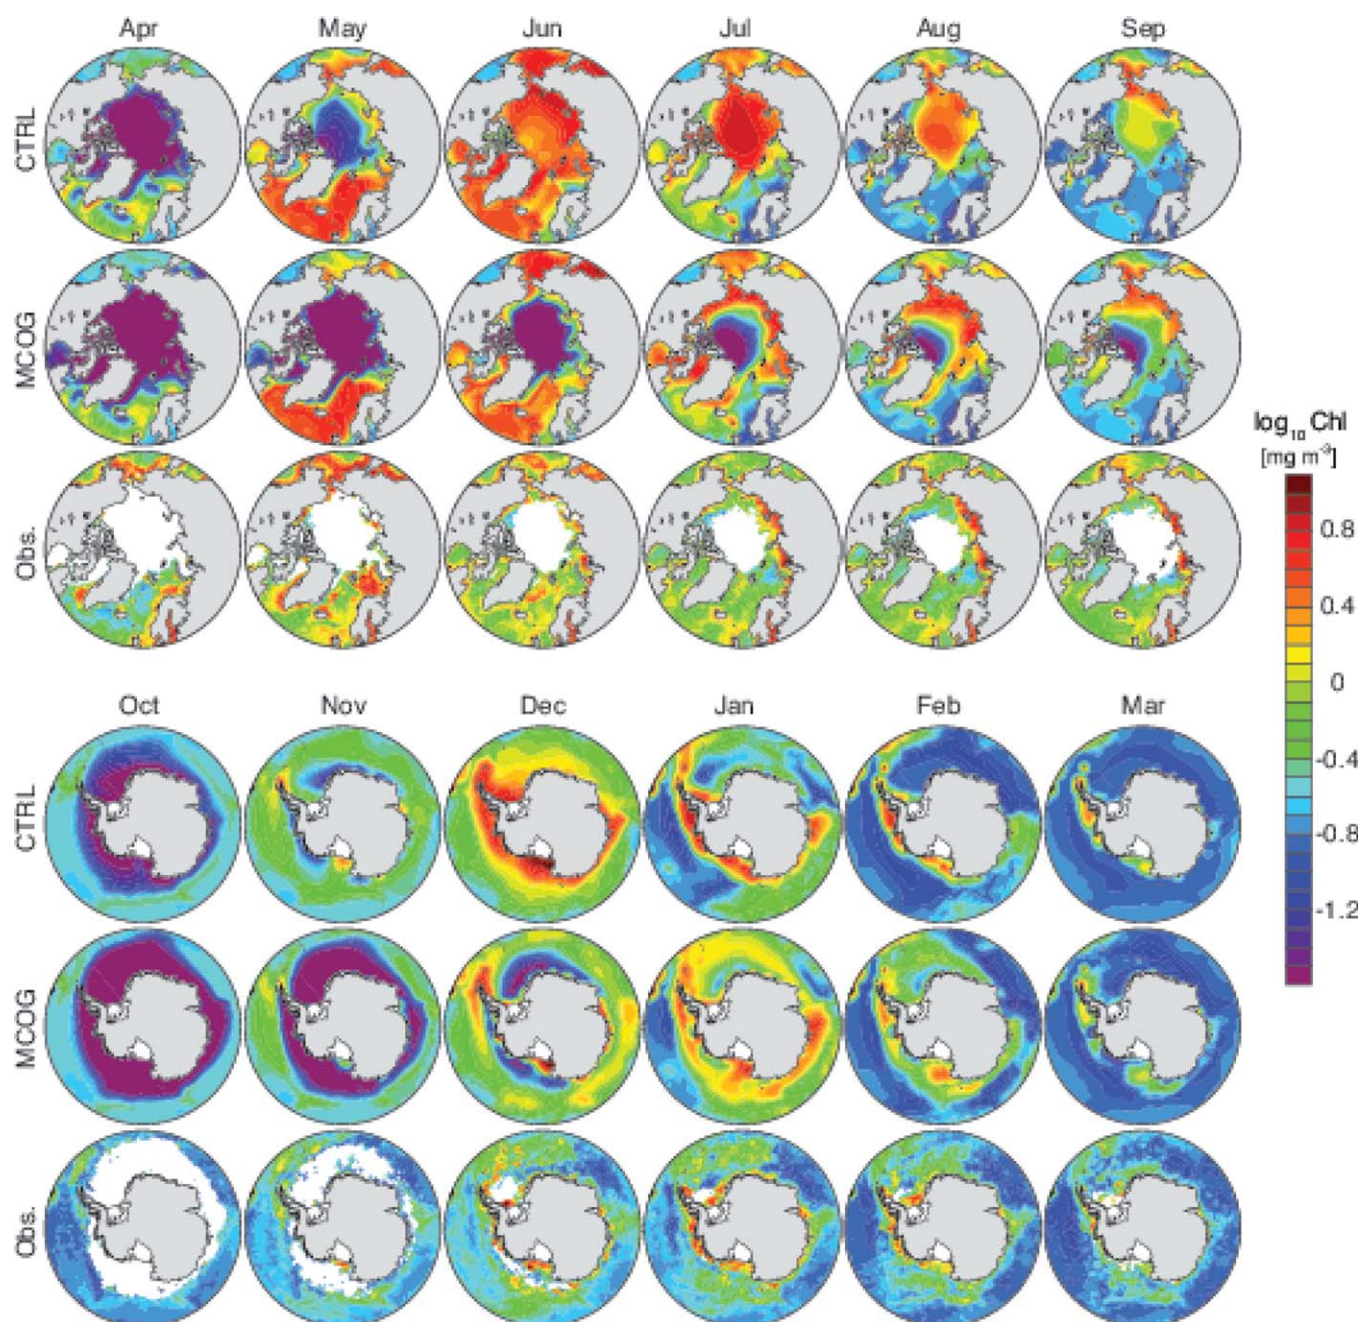 Apr May Jun Jul Aug Sep
CTRL
MCOG
Obs.
log₁₀ Chl
[mg m⁻³]
0.8
0.4
0
-0.4
-0.8
-1.2
Oct Nov Dec Jan Feb Mar
CTRL
MCOG
Obs.